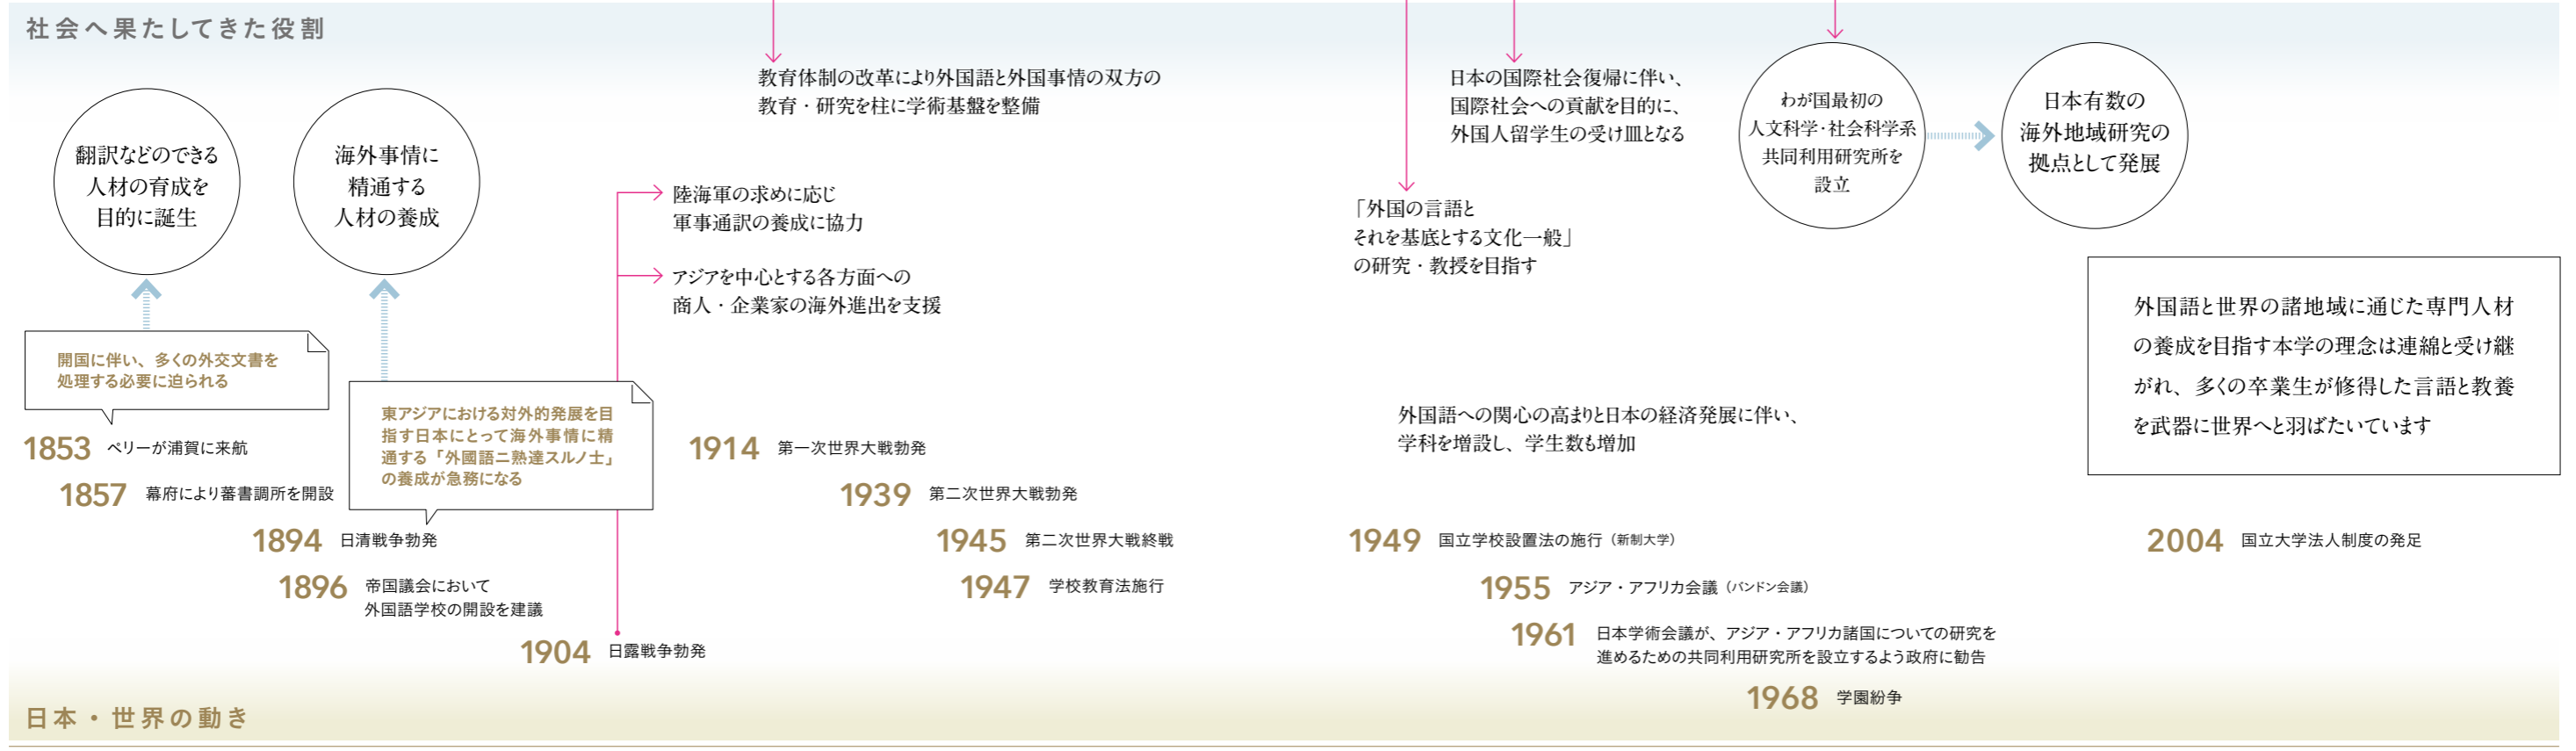 社会へ果たしてきた役割
翻訳などのできる
人材の育成を
目的に誕生
海外事情に
精通する
人材の養成
教育体制の改革により外国語と外国事情の双方の
教育・研究を柱に学術基盤を整備
陸海軍の求めに応じ
軍事通訳の養成に協力
アジアを中心とする各方面への
商人・企業家の海外進出を支援
日本の国際社会復帰に伴い、
国際社会への貢献を目的に、
外国人留学生の受け皿となる
「外国の言語と
それを基底とする文化一般」
の研究・教授を目指す
わが国最初の
人文科学・社会科学系
共同利用研究所を
設立
日本有数の
海外地域研究の
拠点として発展
外国語への関心の高まりと日本の経済発展に伴い、
学科を増設し、学生数も増加
外国語と世界の諸地域に通じた専門人材
の養成を目指す本学の理念は連綿と受け継
がれ、多くの卒業生が修得した言語と教養
を武器に世界へと羽ばたいています
開国に伴い、多くの外交文書を
処理する必要に迫られる
東アジアにおける対外的発展を目
指す日本にとって海外事情に精
通する「外國語ニ熟達スルノ士」
の養成が急務になる
1853 ペリーが浦賀に来航
1857 幕府により蕃書調所を開設
1894 日清戦争勃発
1896 帝国議会において
外国語学校の開設を建議
1904 日露戦争勃発
1914 第一次世界大戦勃発
1939 第二次世界大戦勃発
1945 第二次世界大戦終戦
1947 学校教育法施行
1949 国立学校設置法の施行（新制大学）
1955 アジア・アフリカ会議（バンドン会議）
1961 日本学術会議が、アジア・アフリカ諸国についての研究を
進めるための共同利用研究所を設立するよう政府に勧告
1968 学園紛争
2004 国立大学法人制度の発足
日本・世界の動き